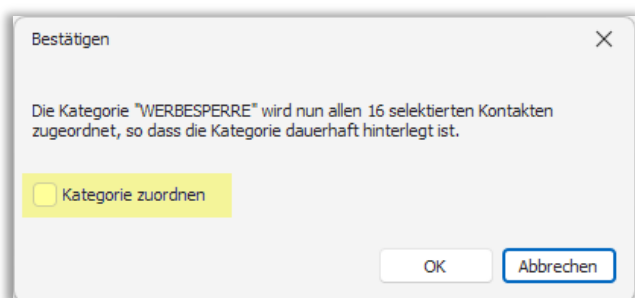 Bestätigen
Die Kategorie "WERBESPERRE" wird nun allen 16 selektierten Kontakten
zugeordnet, so dass die Kategorie dauerhaft hinterlegt ist.
Kategorie zuordnen
OK Abbrechen